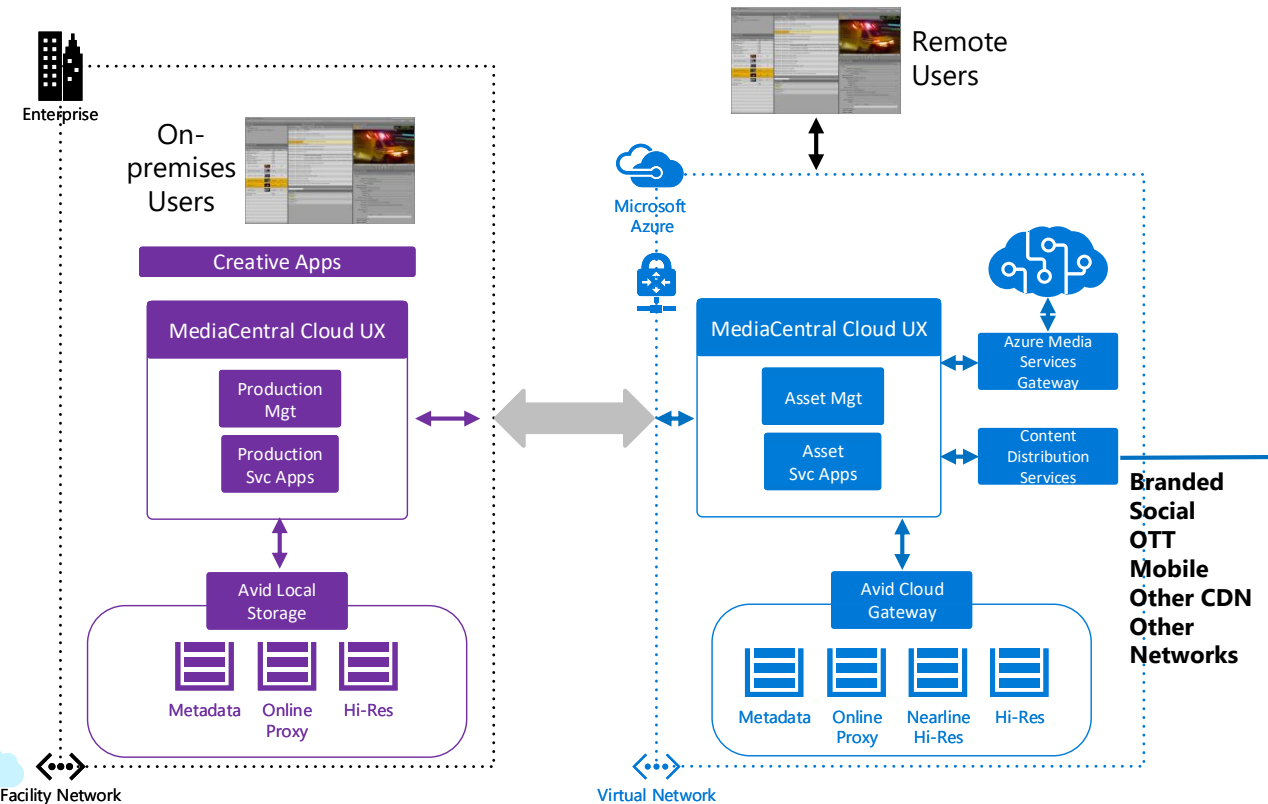 Enterprise
On-
premises
Users
Creative Apps
MediaCentral Cloud UX
Production
Mgt
Production
Svc Apps
Avid Local
Storage
Metadata
Online
Proxy
Hi-Res
Facility Network
Remote
Users
Microsoft
Azure
MediaCentral Cloud UX
Asset Mgt
Asset
Svc Apps
Azure Media
Services
Gateway
Content
Distribution
Services
Branded
Social
OTT
Mobile
Other CDN
Other
Networks
Avid Cloud
Gateway
Metadata
Online
Proxy
Nearline
Hi-Res
Hi-Res
Virtual Network